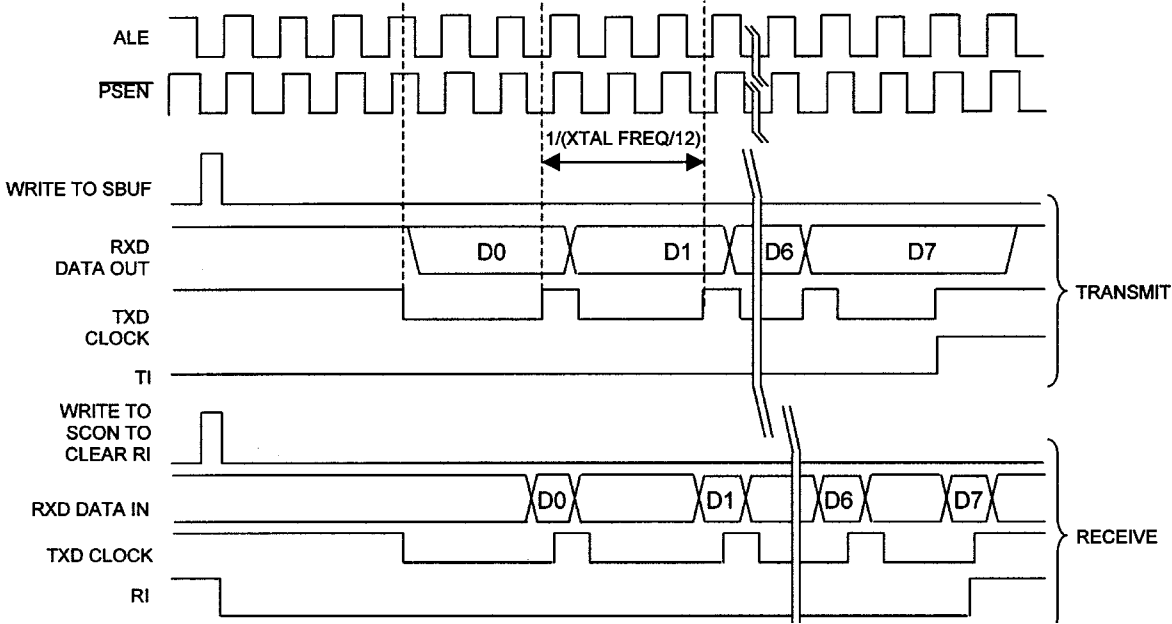 ALE
PSEN
1/(XTAL FREQ/12)
WRITE TO SBUF
RXD
DATA OUT
D0
D1
D6
D7
TXD
CLOCK
TRANSMIT
TI
WRITE TO
SCON TO
CLEAR RI
RXD DATA IN
D0
D1
D6
D7
TXD CLOCK
RECEIVE
RI